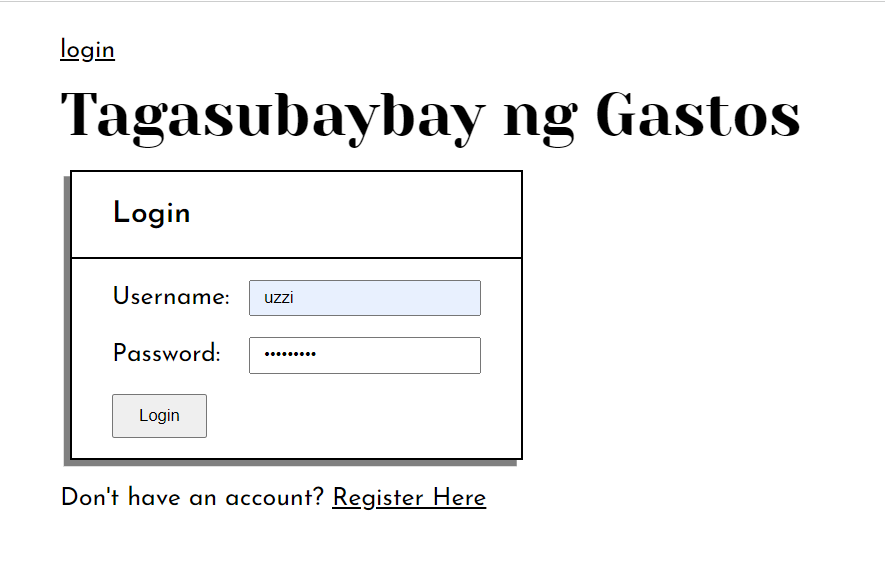 login
Tagasubaybay ng Gastos
Login
Username: uzzi
Password: •••••••••
Login
Don't have an account? Register Here